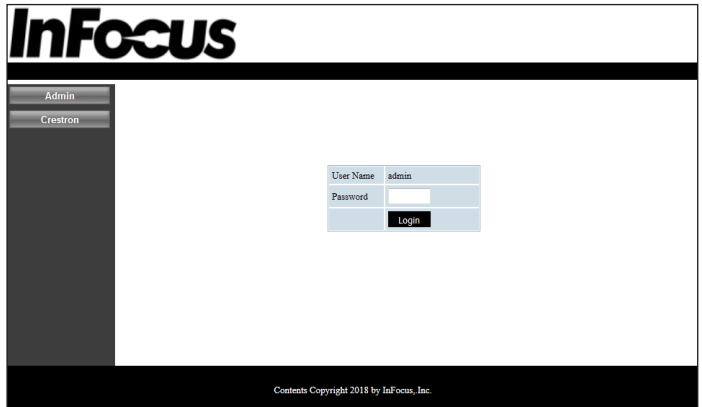 InFocus
Admin
Crestron
User Name admin
Password
Login
Contents Copyright 2018 by InFocus,.Inc.